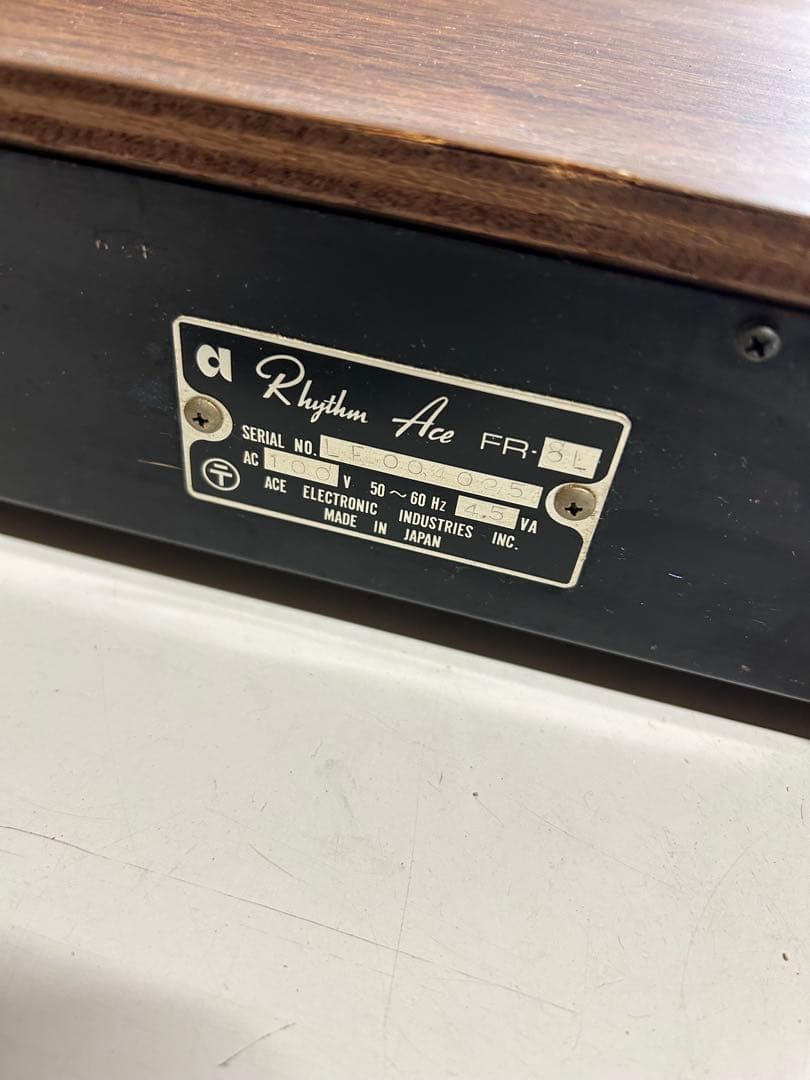 a Rhythm Ace FR-8L
SERIAL NO. LF004025
AC 100 V 50~60 Hz 4.5 VA
ACE ELECTRONIC INDUSTRIES INC.
MADE IN JAPAN